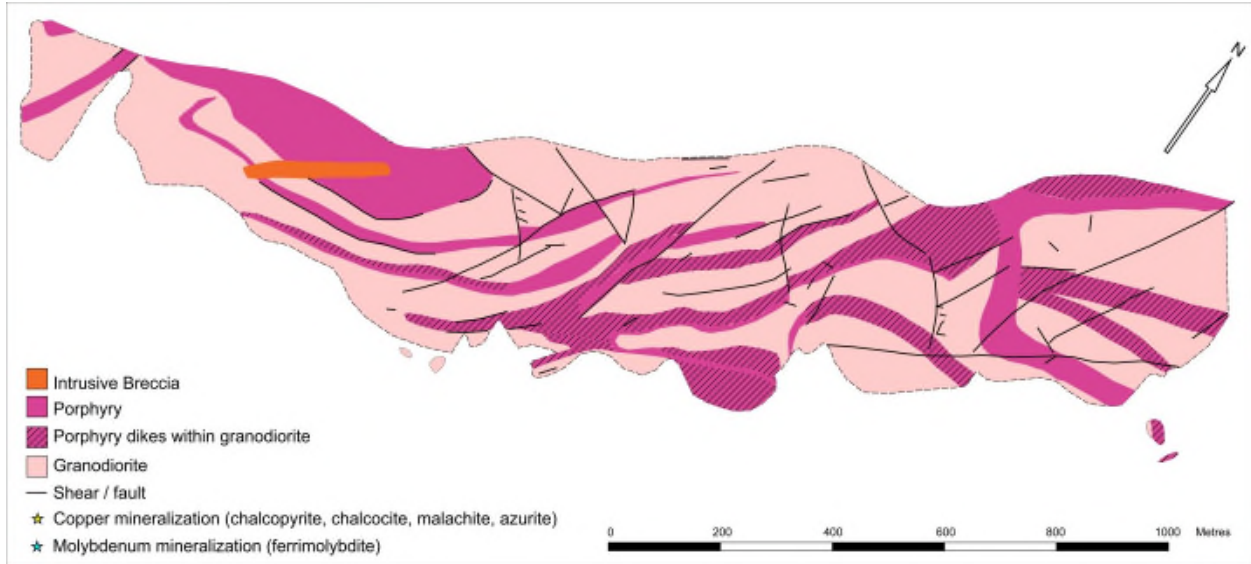 N
Intrusive Breccia
Porphyry
Porphyry dikes within granodiorite
Granodiorite
Shear / fault
Copper mineralization (chalcopyrite, chalcocite, malachite, azurite)
Molybdenum mineralization (ferrimolybdite)
0 200 400 600 800 1000 Metres